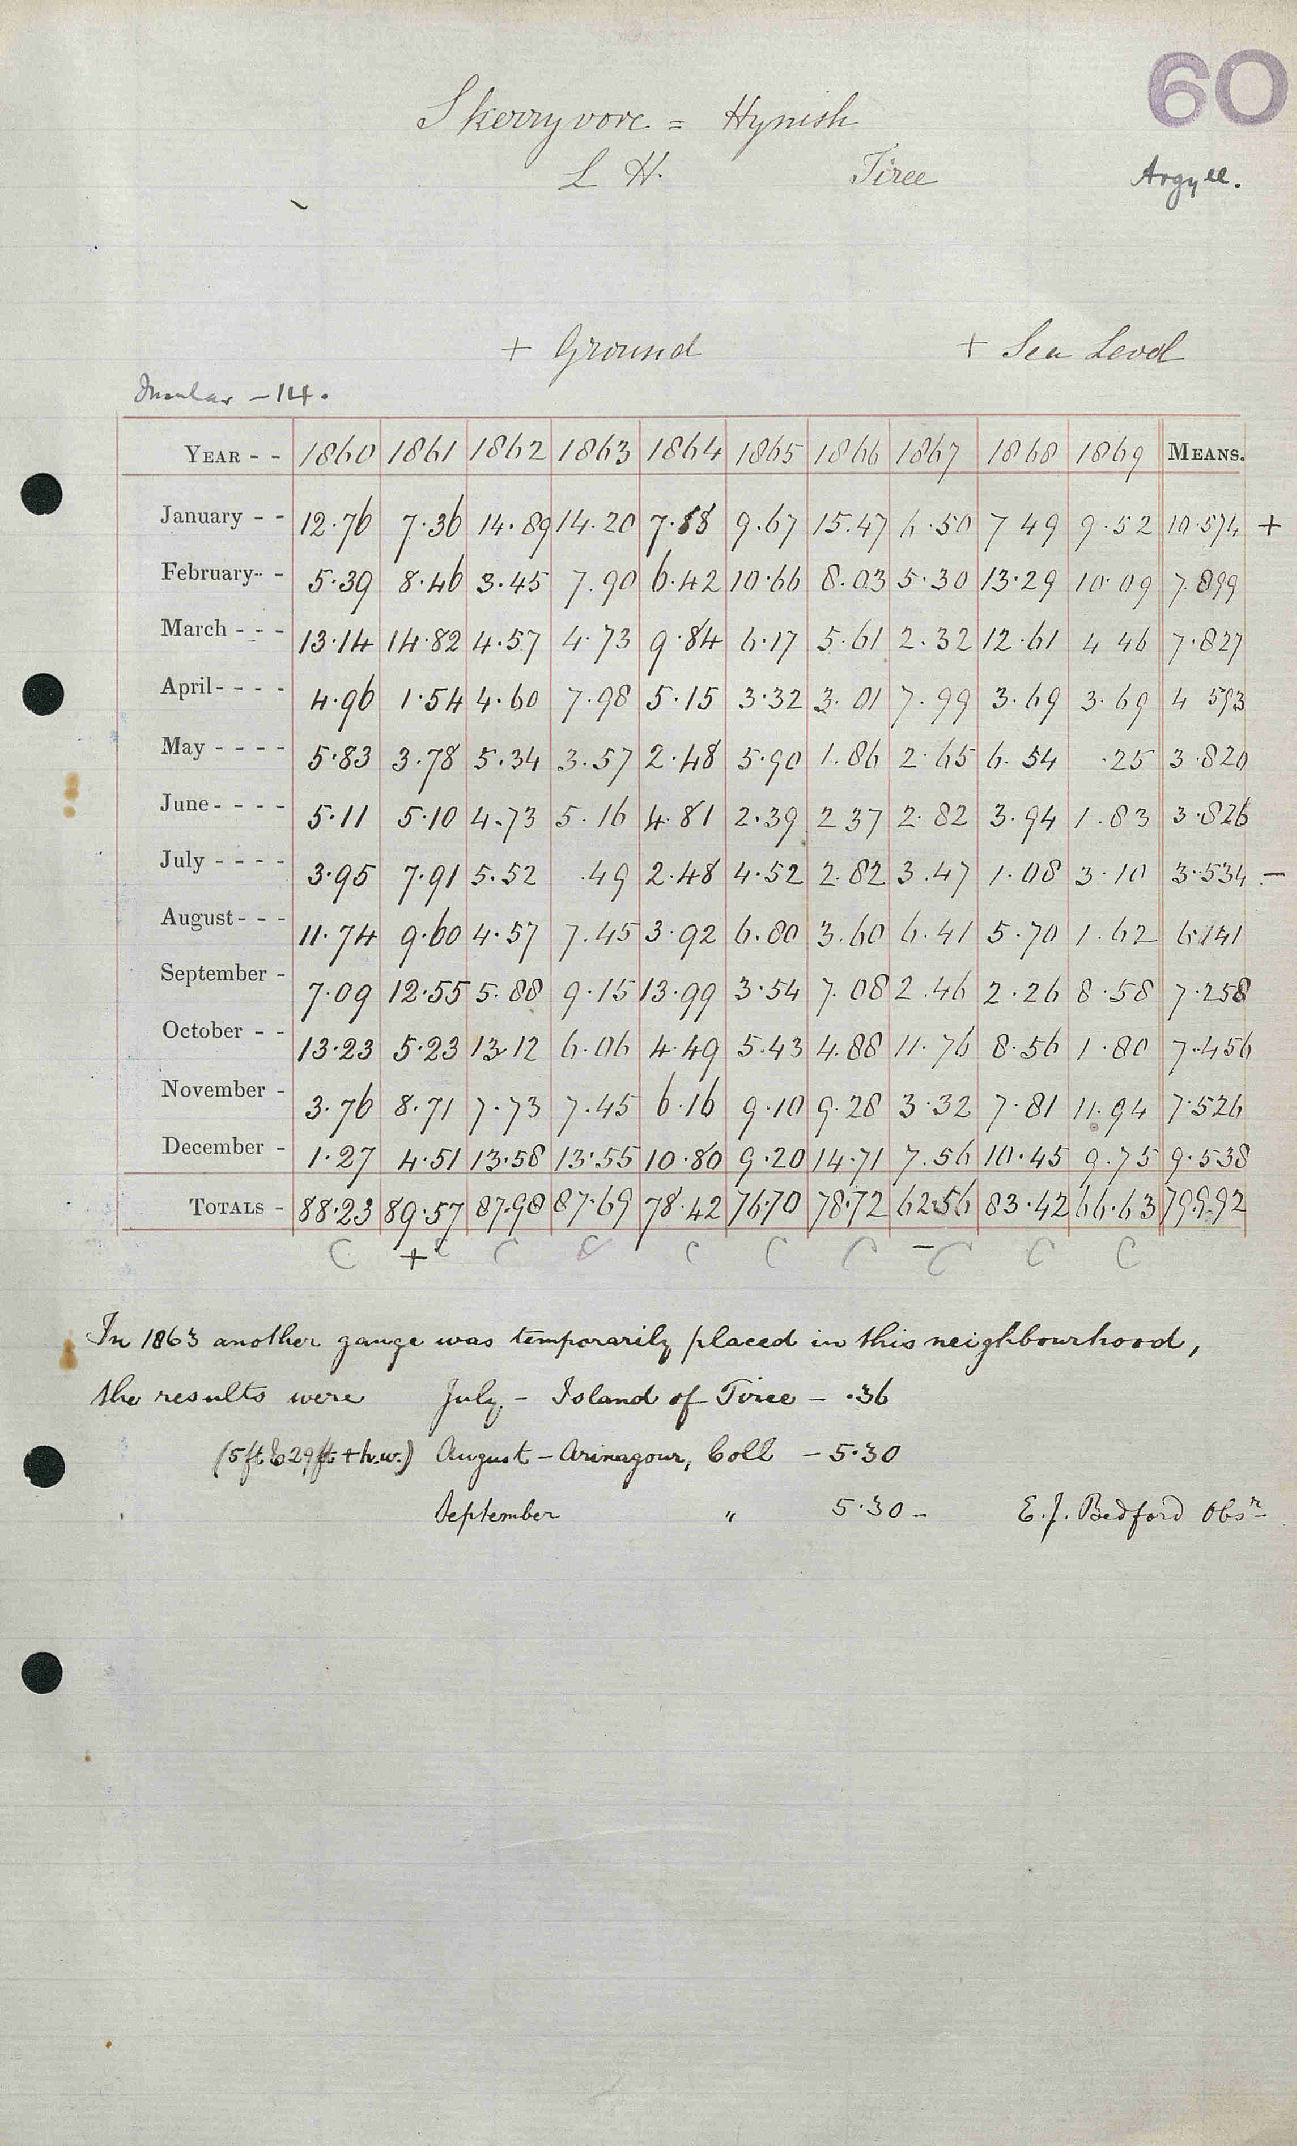 60
Skerryvore = Hynish
L H. Tiree Argyll.
+ Ground + Sea Level
Insular - 14.
YEAR - - 1860 1861 1862 1863 1864 1865 1866 1867 1868 1869 MEANS.
January - - 12.76 7.36 14.89 14.20 7.88 9.67 15.47 6.50 7 49 9.52 10.574 +
February - - 5.39 8.46 3.45 7.90 6.42 10.66 8.03 5.30 13.29 10.09 7.899
March - - - 13.14 14.82 4.57 4.73 9.84 6.17 5.61 2.32 12.61 4 46 7.827
April - - - - 4.96 1.54 4.60 7.98 5.15 3.32 3.01 7.99 3.69 3.69 4 593
May - - - - 5.83 3.78 5.34 3.57 2.48 5.90 1.86 2.65 6.54 .25 3.820
June - - - - 5.11 5.10 4.73 5.16 4.81 2.39 2 37 2.82 3.94 1.83 3.826
July - - - - 3.95 7.91 5.52 .49 2.48 4.52 2.82 3.47 1.08 3.10 3.534 -
August - - - 11.74 9.60 4.57 7.45 3.92 6.80 3.60 6.41 5.70 1.62 6.141
September - 7.09 12.55 5.88 9.15 13.99 3.54 7.08 2.46 2.26 8.58 7.258
October - - 13.23 5.23 13.12 6.06 4.49 5.43 4.88 11.76 8.56 1.80 7.456
November - 3.76 8.71 7.73 7.45 6.16 9.10 9.28 3.32 7.81 11.94 7.526
December - 1.27 4.51 13.58 13.55 10.80 9.20 14.71 7.56 10.45 9.75 9.538
TOTALS - 88.23 89.57 87.98 87.69 78.42 76.70 78.72 62.56 83.42 66.63 79.992
C + C C C C C C - C C C
In 1863 another gauge was temporarily placed in this neighbourhood,
the results were July, - Island of Tiree - .36
(5ft & 29ft + h.w.) August - Arinagour, Coll - 5.30
September " 5.30 - E.J. Bedford Obsr